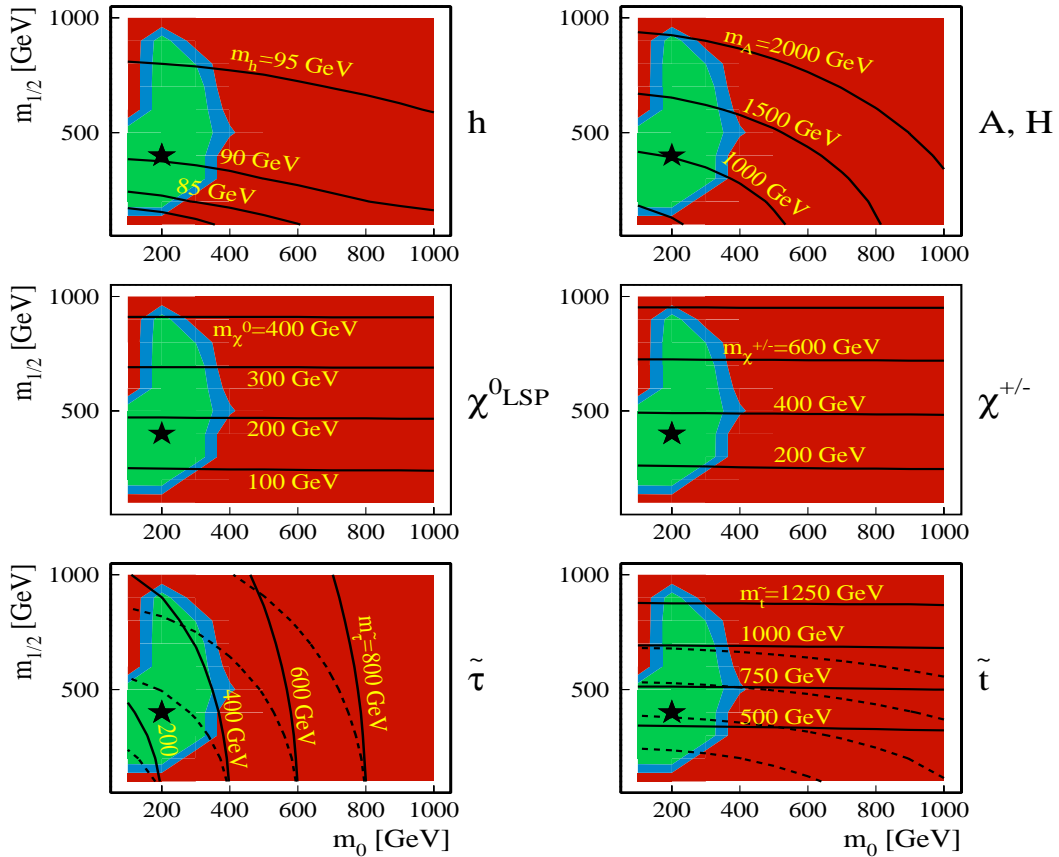 m1/2 [GeV]
1000
500
mh=95 GeV
90 GeV
85 GeV
200 400 600 800 1000
h
1000
500
mA=2000 GeV
1500 GeV
1000 GeV
200 400 600 800 1000
A, H
m1/2 [GeV]
1000
500
mχ0=400 GeV
300 GeV
200 GeV
100 GeV
200 400 600 800 1000
χ0LSP
1000
500
mχ+/-=600 GeV
400 GeV
200 GeV
200 400 600 800 1000
χ+/-
m1/2 [GeV]
1000
500
200
400 GeV
600 GeV
mτ̃=800 GeV
200 400 600 800 1000
m0 [GeV]
τ̃
1000
500
mt̃=1250 GeV
1000 GeV
750 GeV
500 GeV
200 400 600 800 1000
m0 [GeV]
t̃